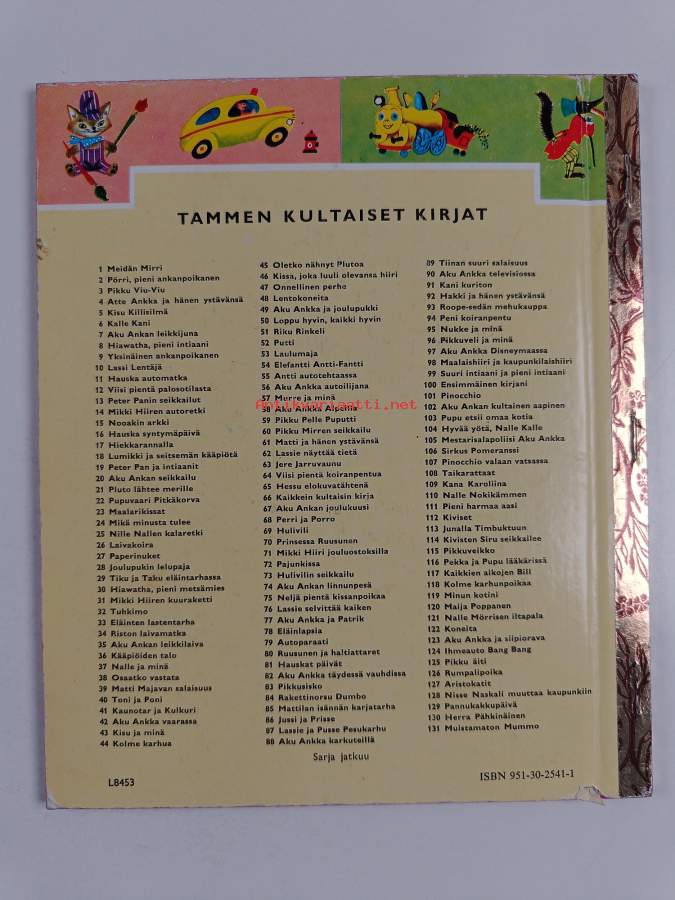 TAMMEN KULTAISET KIRJAT
1 Meidän Mirri
2 Pörri, pieni ankanpoikanen
3 Pikku Viu-Viu
4 Atte Ankka ja hänen ystävänsä
5 Kisu Killisilmä
6 Kalle Kani
7 Aku Ankan leikkijuna
8 Hiawatha, pieni intiaani
9 Yksinäinen ankanpoikanen
10 Lassi Lentäjä
11 Hauska automatka
12 Viisi pientä palosotilasta
13 Peter Panin seikkailut
14 Mikki Hiiren autoretki
15 Nooakin arkki
16 Hauska syntymäpäivä
17 Hiekkarannalla
18 Lumikki ja seitsemän kääpiötä
19 Peter Pan ja intiaanit
20 Aku Ankan seikkailu
21 Pluto lähtee merille
22 Pupuvaari Pitkäkorva
23 Maalarikissat
24 Mikä minusta tulee
25 Nille Nallen kalaretki
26 Laivakoira
27 Paperinuket
28 Joulupukin lelupaja
29 Tiku ja Taku eläintarhassa
30 Hiawatha, pieni metsämies
31 Mikki Hiiren kuuraketti
32 Tuhkimo
33 Eläinten lastentarha
34 Riston laivamatka
35 Aku Ankan leikkilaiva
36 Kääpiöiden talo
37 Nalle ja minä
38 Osaatko vastata
39 Matti Majavan salaisuus
40 Toni ja Poni
41 Kaunotar ja Kulkuri
42 Aku Ankka vaarassa
43 Kisu ja minä
44 Kolme karhua
45 Oletko nähnyt Plutoa
46 Kissa, joka luuli olevansa hiiri
47 Onnellinen perhe
48 Lentokoneita
49 Aku Ankka ja joulupukki
50 Loppu hyvin, kaikki hyvin
51 Riku Rinkeli
52 Putti
53 Laulumaja
54 Elefantti Antti-Fantti
55 Antti autotehtaassa
56 Aku Ankka autoilijana
57 Murre ja minä
58 Aku Ankka Alpeilla
59 Pikku Pelle Puputti
60 Pikku Mirren seikkailu
61 Matti ja hänen ystävänsä
62 Lassie näyttää tietä
63 Jere Jarruvaunu
64 Viisi pientä koiranpentua
65 Hessu elokuvatähtenä
66 Kaikkein kultaisin kirja
67 Aku Ankan joulukuusi
68 Perri ja Porro
69 Hulivili
70 Prinsessa Ruusunen
71 Mikki Hiiri jouluostoksilla
72 Pajunkissa
73 Hulivilin seikkailu
74 Aku Ankan linnunpesä
75 Neljä pientä kissanpoikaa
76 Lassie selvittää kaiken
77 Aku Ankka ja Patrik
78 Eläinlapsia
79 Autoparaati
80 Ruusunen ja haltiattaret
81 Hauskat päivät
82 Aku Ankka täydessä vauhdissa
83 Pikkusisko
84 Rakettinorsu Dumbo
85 Mattilan isännän karjatarha
86 Jussi ja Prisse
87 Lassie ja Pusse Pesukarhu
88 Aku Ankka karkuteillä
89 Tiinan suuri salaisuus
90 Aku Ankka televisiossa
91 Kani kuriton
92 Hakki ja hänen ystävänsä
93 Roope-sedän mehukauppa
94 Peni koiranpentu
95 Nukke ja minä
96 Pikkuveli ja minä
97 Aku Ankka Disneymaassa
98 Maalaishiiri ja kaupunkilaishiiri
99 Suuri intiaani ja pieni intiaani
100 Ensimmäinen kirjani
101 Pinocchio
102 Aku Ankan kultainen aapinen
103 Pupu etsii omaa kotia
104 Hyvää yötä, Nalle Kalle
105 Mestarisalapoliisi Aku Ankka
106 Sirkus Pomeranssi
107 Pinocchio valaan vatsassa
108 Taikarattaat
109 Kana Karoliina
110 Nalle Nokikämmen
111 Pieni harmaa aasi
112 Kiviset
113 Junalla Timbuktuun
114 Kivisten Siru seikkailee
115 Pikkuveikko
116 Pekka ja Pupu lääkärissä
117 Kaikkien aikojen Bill
118 Kolme karhunpoikaa
119 Minun kotini
120 Maija Poppanen
121 Nalle Mörrisen iltapala
122 Koneita
123 Aku Ankka ja siipiorava
124 Ihmeauto Bang Bang
125 Pikku äiti
126 Rumpalipoika
127 Aristokatit
128 Nisse Naskali muuttaa kaupunkiin
129 Pannukakkupäivä
130 Herra Pähkinäinen
131 Muistamaton Mummo
Sarja jatkuu
L8453
ISBN 951-30-2541-1
antikvariaatti.net